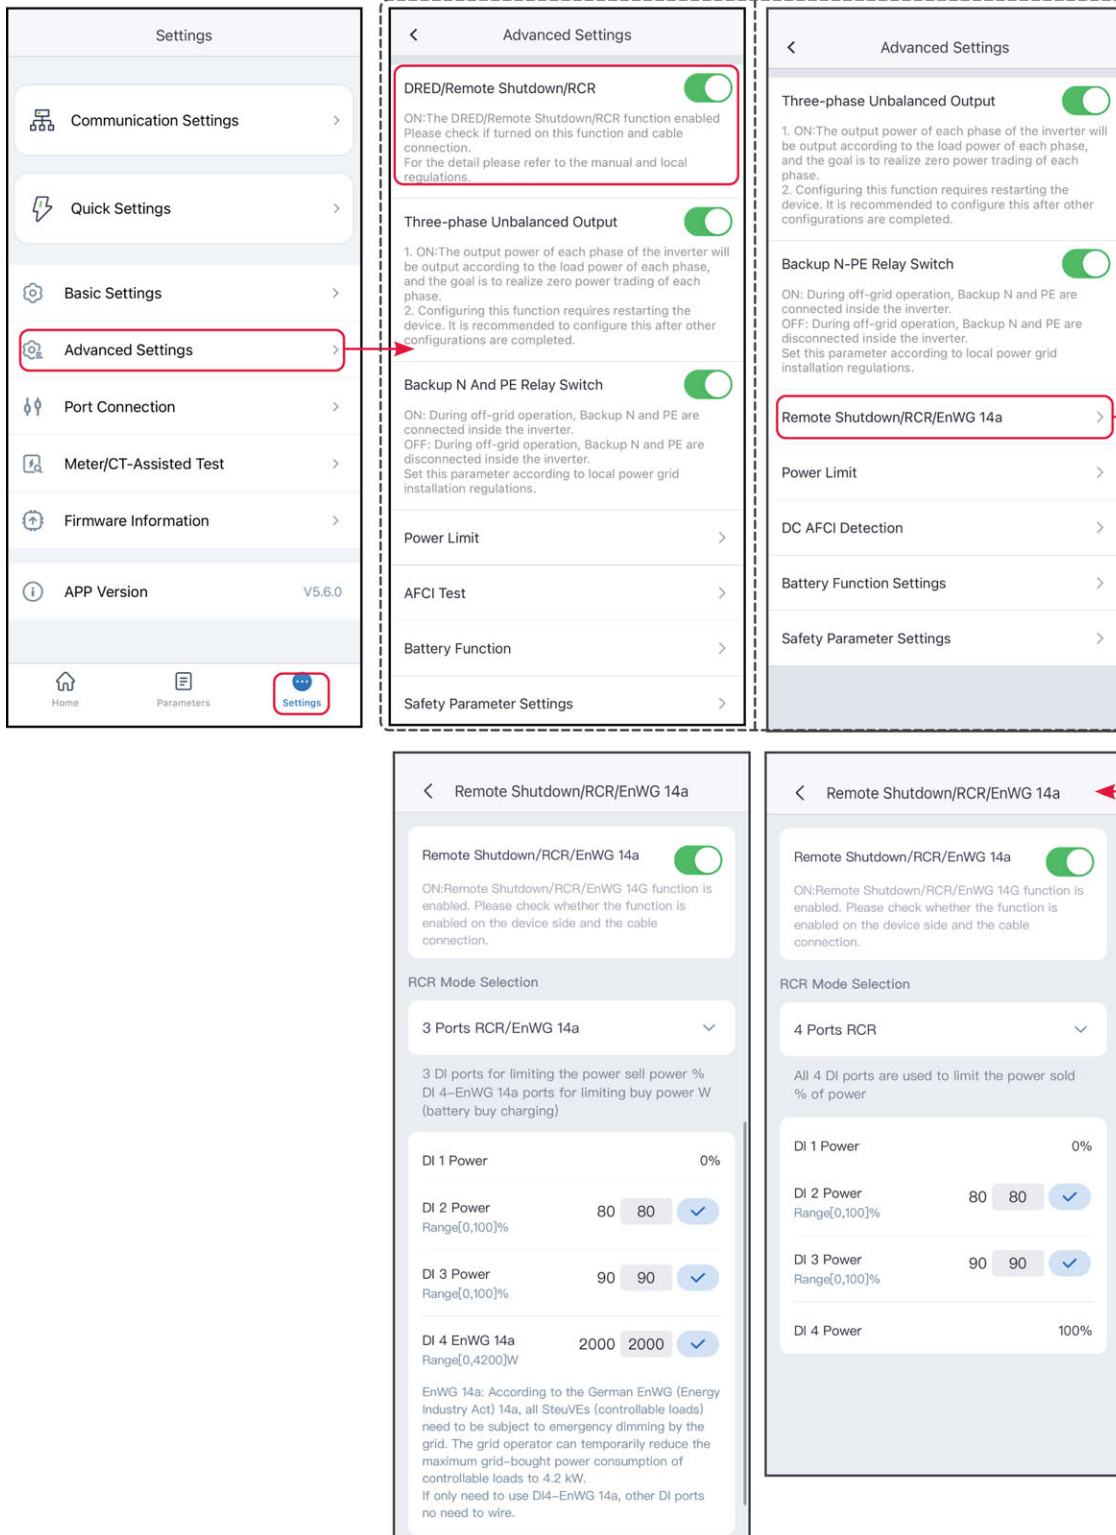 Settings
Communication Settings
Quick Settings
Basic Settings
Advanced Settings
Port Connection
Meter/CT-Assisted Test
Firmware Information
APP Version V5.6.0
Home Parameters Settings
Advanced Settings
DRED/Remote Shutdown/RCR
ON:The DRED/Remote Shutdown/RCR function enabled
Please check if turned on this function and cable
connection.
For the detail please refer to the manual and local
regulations.
Three-phase Unbalanced Output
1. ON:The output power of each phase of the inverter will
be output according to the load power of each phase,
and the goal is to realize zero power trading of each
phase.
2. Configuring this function requires restarting the
device. It is recommended to configure this after other
configurations are completed.
Backup N And PE Relay Switch
ON: During off-grid operation, Backup N and PE are
connected inside the inverter.
OFF: During off-grid operation, Backup N and PE are
disconnected inside the inverter.
Set this parameter according to local power grid
installation regulations.
Power Limit
AFCI Test
Battery Function
Safety Parameter Settings
Advanced Settings
Three-phase Unbalanced Output
1. ON:The output power of each phase of the inverter will
be output according to the load power of each phase,
and the goal is to realize zero power trading of each
phase.
2. Configuring this function requires restarting the
device. It is recommended to configure this after other
configurations are completed.
Backup N-PE Relay Switch
ON: During off-grid operation, Backup N and PE are
connected inside the inverter.
OFF: During off-grid operation, Backup N and PE are
disconnected inside the inverter.
Set this parameter according to local power grid
installation regulations.
Remote Shutdown/RCR/EnWG 14a
Power Limit
DC AFCI Detection
Battery Function Settings
Safety Parameter Settings
Remote Shutdown/RCR/EnWG 14a
Remote Shutdown/RCR/EnWG 14a
ON:Remote Shutdown/RCR/EnWG 14G function is
enabled. Please check whether the function is
enabled on the device side and the cable
connection.
RCR Mode Selection
3 Ports RCR/EnWG 14a
3 DI ports for limiting the power sell power %
DI 4-EnWG 14a ports for limiting buy power W
(battery buy charging)
DI 1 Power 0%
DI 2 Power 80 80
Range[0,100]%
DI 3 Power 90 90
Range[0,100]%
DI 4 EnWG 14a 2000 2000
Range[0,4200]W
EnWG 14a: According to the German EnWG (Energy
Industry Act) 14a, all SteuVEs (controllable loads)
need to be subject to emergency dimming by the
grid. The grid operator can temporarily reduce the
maximum grid-bought power consumption of
controllable loads to 4.2 kW.
If only need to use DI4-EnWG 14a, other DI ports
no need to wire.
Remote Shutdown/RCR/EnWG 14a
Remote Shutdown/RCR/EnWG 14a
ON:Remote Shutdown/RCR/EnWG 14G function is
enabled. Please check whether the function is
enabled on the device side and the cable
connection.
RCR Mode Selection
4 Ports RCR
All 4 DI ports are used to limit the power sold
% of power
DI 1 Power 0%
DI 2 Power 80 80
Range[0,100]%
DI 3 Power 90 90
Range[0,100]%
DI 4 Power 100%